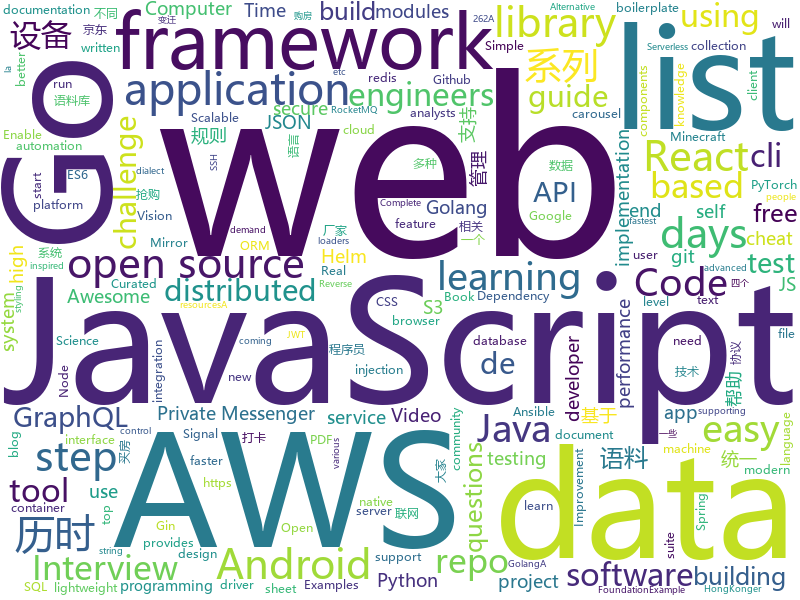 documentation 不同 变迁 购房 Computer Time build modules boilerplate Alternative Serverless will
设备 京东 written framework 262A Simple library using collection
better la run 语料库 application redis Github 系列 components knowledge client
Go web list
Enable automation challenge Scalable secure JSON engineers analysts RocketMQ guide carousel Minecraft
ES6 规则 语言 SSH cloud 支持 React cli
start platform 抢购 Vision 多种 管理 数据 API based PyTorch people
dialect Complete feature Golang 相关 Google implementation end self free
系统 demand ORM 厂家 一个 fastest days git cheat
system high inspired Mirror Real Helm user test JS
styling Awesome open source loaders learning Code advanced
Curated distributed Reverse S3 CSS Book Dependency level text file
resourcesA browser performance
JavaScript
Science integration JWT Node coming new 程序员 injection database de developer need 四个 协议 技术 帮助
GraphQL Private Messenger service Video Java Ansible 基于 app supporting 一些 easy
blog interface 买房 control Signal 打卡 PDF various 大家 community document 语料 统一 language
step faster AWS testing data machine modern
tool use https 联网 questions native learn Improvement suite Spring
历时 container top Gin Open server design support
Interview provides etc Android repo project software building
SQL lightweight string programming driver Examples sheet Python GolangA FoundationExample HongKonger